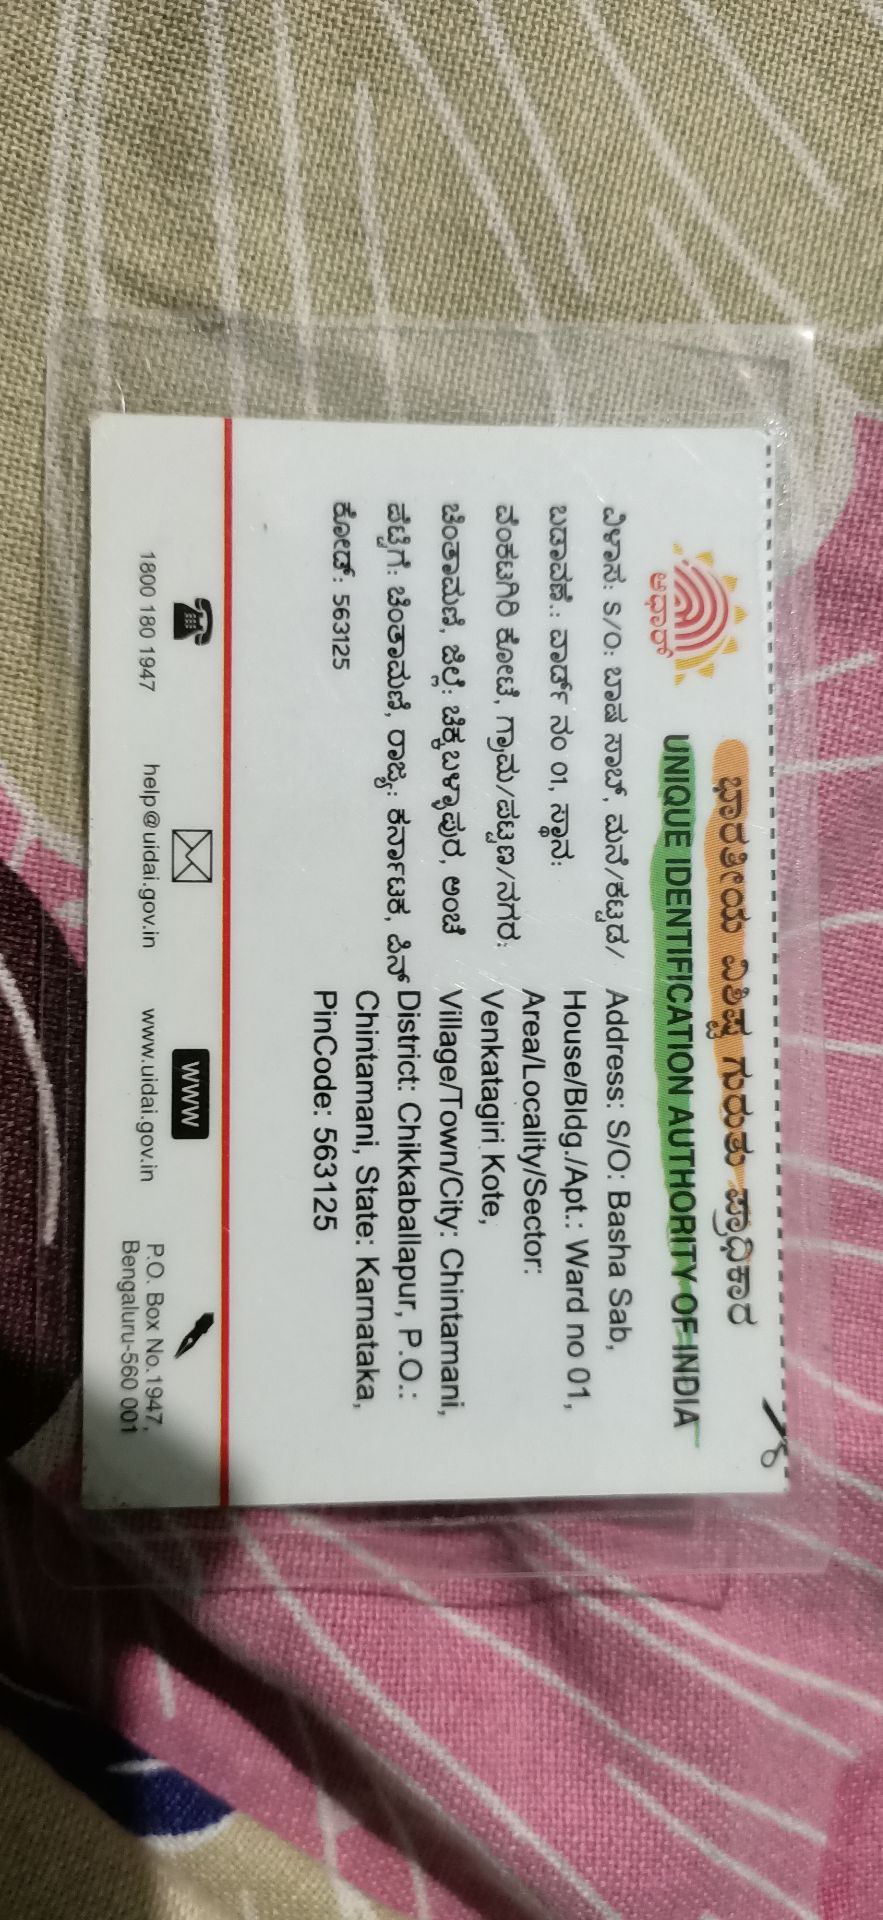 ಭಾರತೀಯ ವಿಶಿಷ್ಟ ಗುರುತು ಪ್ರಾಧಿಕಾರ
UNIQUE IDENTIFICATION AUTHORITY OF INDIA
ಆಧಾರ್
ವಿಳಾಸ: S/O: ಬಾಷ ಸಾಬ್, ಮನೆ/ಕಟ್ಟಡ/
ಬಡಾವಣೆ.: ವಾರ್ಡ್ ನಂ 01, ಸ್ಥಾನ:
ವೆಂಕಟಗಿರಿ ಕೋಟೆ, ಗ್ರಾಮ/ಪಟ್ಟಣ/ನಗರ:
ಚಿಂತಾಮಣಿ, ಜಿಲ್ಲೆ: ಚಿಕ್ಕಬಳ್ಳಾಪುರ, ಅಂಚೆ
ಪೆಟ್ಟಿಗೆ: ಚಿಂತಾಮಣಿ, ರಾಜ್ಯ: ಕರ್ನಾಟಕ, ಪಿನ್
ಕೋಡ್: 563125
Address: S/O: Basha Sab,
House/Bldg./Apt.: Ward no 01,
Area/Locality/Sector:
Venkatagiri Kote,
Village/Town/City: Chintamani,
District: Chikkaballapur, P.O.:
Chintamani, State: Karnataka,
PinCode: 563125
1800 180 1947
help@uidai.gov.in
www
www.uidai.gov.in
P.O. Box No.1947,
Bengaluru-560 001